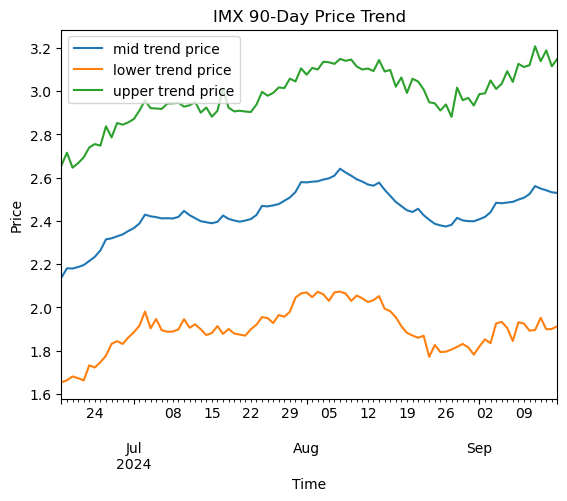 IMX 90-Day Price Trend
mid trend price
lower trend price
upper trend price
Price
3.2
3.0
2.8
2.6
2.4
2.2
2.0
1.8
1.6
24 08 15 22 29 05 12 19 26 02 09
Jul Aug Sep
2024
Time